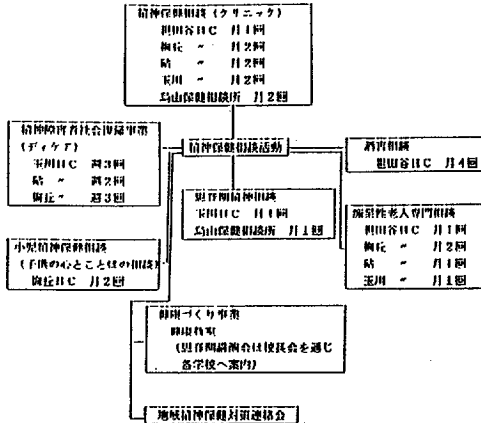 精神保健相談（クリニック）
世田谷HC 月1回
梅丘 〃 月2回
砧 〃 月2回
玉川 〃 月2回
烏山保健相談所 月2回
精神障害者社会復帰事業
（デイケア）
玉川HC 週3回
砧 〃 週2回
梅丘〃 週3回
精神保健相談活動
酒害相談
世田谷HC 月4回
思春期精神相談
玉川HC 月1回
烏山保健相談所 月1回
痴呆性老人専門相談
世田谷HC 月1回
梅丘 〃 月2回
砧 〃 月1回
玉川 〃 月1回
小児精神保健相談
（子供の心とことばの相談）
梅丘HC 月2回
健康づくり事業
健康教室
（思春期講演会は校長会を通じ
各学校へ案内）
地域精神保健対策連絡会